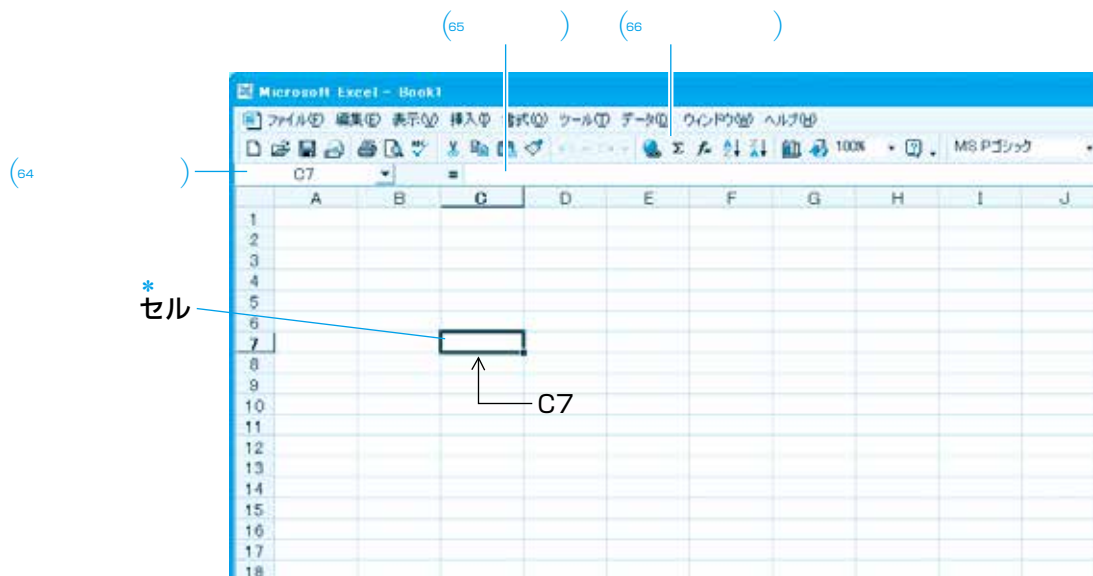 (65 ) (66 )
Microsoft Excel - Book1
ファイル(F) 編集(E) 表示(V) 挿入(I) 書式(O) ツール(T) データ(D) ウィンドウ(W) ヘルプ(H)
100% MS Pゴシック
(64 ) C7 =
A B C D E F G H I J
1
2
3
4
*
セル
5
6
7
8
9
10
C7
11
12
13
14
15
16
17
18